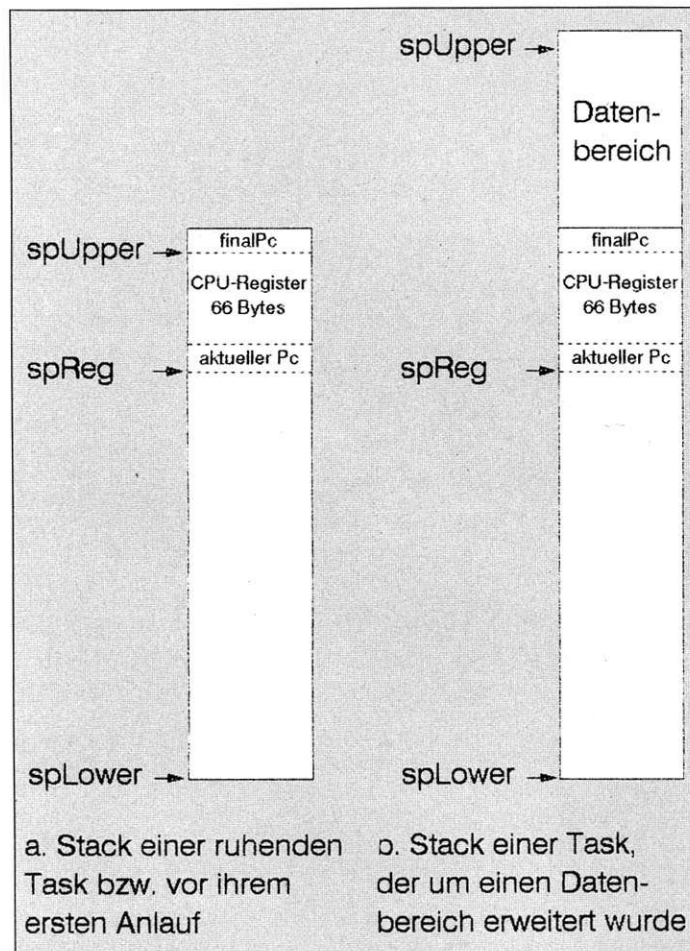 spUpper
finalPc
CPU-Register
66 Bytes
aktueller Pc
spReg
spLower
a. Stack einer ruhenden
Task bzw. vor ihrem
ersten Anlauf
spUpper
Daten-
bereich
finalPc
CPU-Register
66 Bytes
aktueller Pc
spReg
spLower
b. Stack einer Task,
der um einen Daten-
bereich erweitert wurde